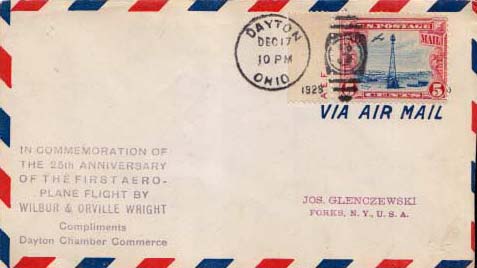 DAYTON
DEC 17
10 PM
OHIO
1928
U.S. POSTAGE
MAIL
CENTS
5
VIA AIR MAIL
IN COMMEMORATION OF
THE 25th ANNIVERSARY
OF THE FIRST AERO-
PLANE FLIGHT BY
WILBUR & ORVILLE WRIGHT
Compliments
Dayton Chamber Commerce
JOS. GLENCZEWSKI
FORKS, N.Y., U.S.A.